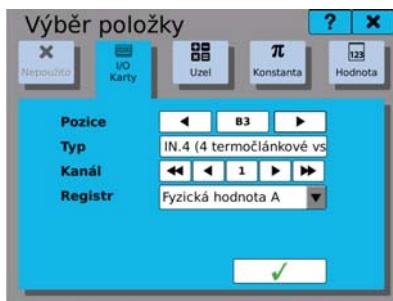 Výběr položky
? ×
Nepoužito
I/O Karty
Uzel
π
Konstanta
123
Hodnota
Pozice B3
Typ IN.4 (4 termočlánkové vs
Kanál 1
Registr Fyzická hodnota A